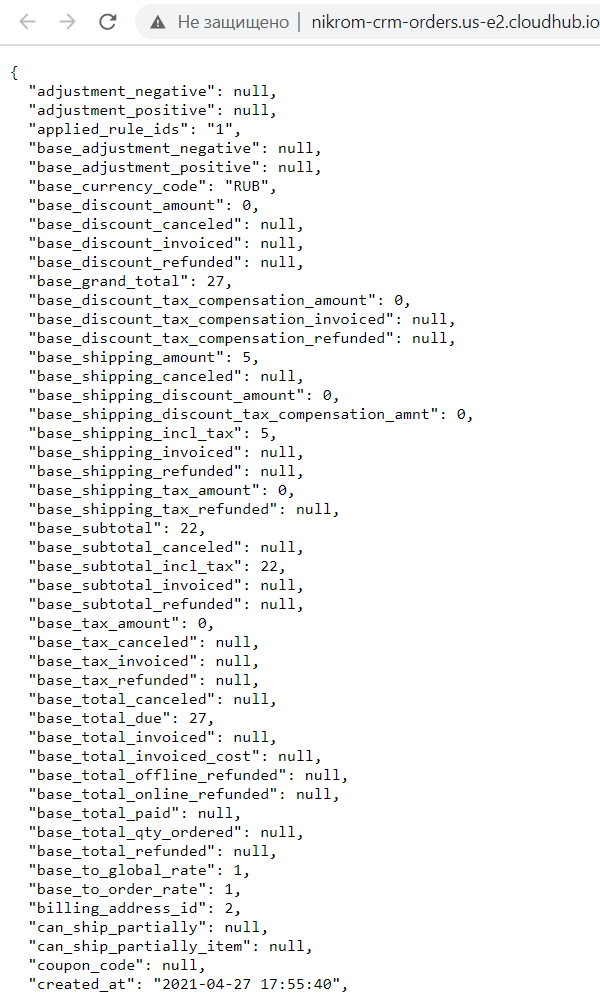 Не защищено | nikrom-crm-orders.us-e2.cloudhub.io
{
"adjustment_negative": null,
"adjustment_positive": null,
"applied_rule_ids": "1",
"base_adjustment_negative": null,
"base_adjustment_positive": null,
"base_currency_code": "RUB",
"base_discount_amount": 0,
"base_discount_canceled": null,
"base_discount_invoiced": null,
"base_discount_refunded": null,
"base_grand_total": 27,
"base_discount_tax_compensation_amount": 0,
"base_discount_tax_compensation_invoiced": null,
"base_discount_tax_compensation_refunded": null,
"base_shipping_amount": 5,
"base_shipping_canceled": null,
"base_shipping_discount_amount": 0,
"base_shipping_discount_tax_compensation_amnt": 0,
"base_shipping_incl_tax": 5,
"base_shipping_invoiced": null,
"base_shipping_refunded": null,
"base_shipping_tax_amount": 0,
"base_shipping_tax_refunded": null,
"base_subtotal": 22,
"base_subtotal_canceled": null,
"base_subtotal_incl_tax": 22,
"base_subtotal_invoiced": null,
"base_subtotal_refunded": null,
"base_tax_amount": 0,
"base_tax_canceled": null,
"base_tax_invoiced": null,
"base_tax_refunded": null,
"base_total_canceled": null,
"base_total_due": 27,
"base_total_invoiced": null,
"base_total_invoiced_cost": null,
"base_total_offline_refunded": null,
"base_total_online_refunded": null,
"base_total_paid": null,
"base_total_qty_ordered": null,
"base_total_refunded": null,
"base_to_global_rate": 1,
"base_to_order_rate": 1,
"billing_address_id": 2,
"can_ship_partially": null,
"can_ship_partially_item": null,
"coupon_code": null,
"created_at": "2021-04-27 17:55:40",